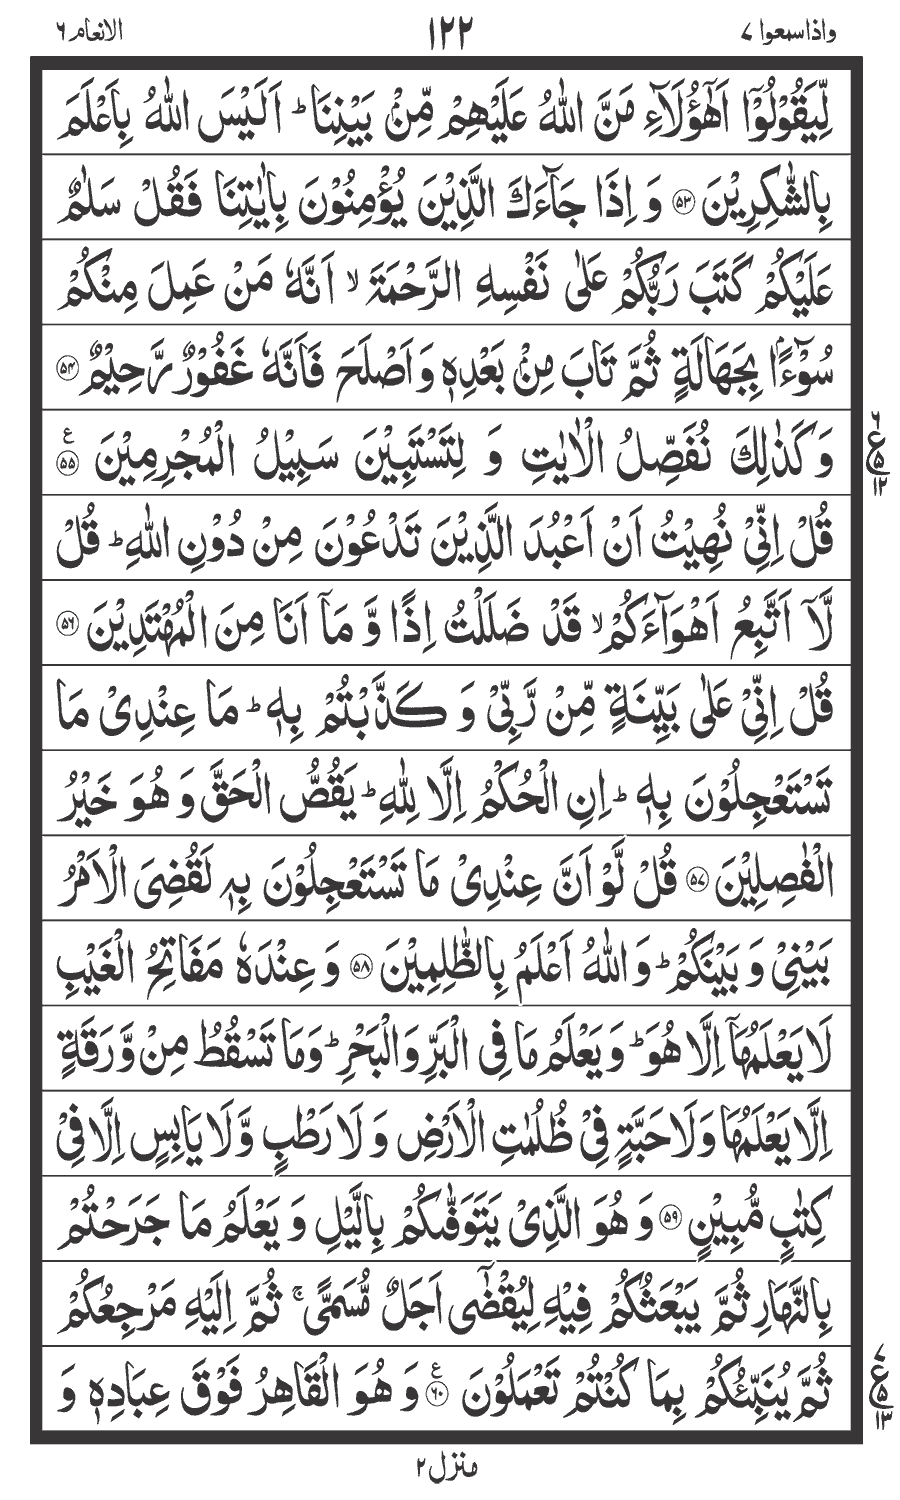 واذاسمعوا ۷ ۱۲۲ الانعام ۶
لِّيَقُوْلُوْۤا اَهٰۤؤُلَآءِ مَنَّ اللّٰهُ عَلَيْهِمْ مِّنْۢ بَيْنِنَا ؕ اَلَيْسَ اللّٰهُ بِاَعْلَمَ
بِالشّٰكِرِيْنَ ۝۵۳ وَ اِذَا جَآءَكَ الَّذِيْنَ يُؤْمِنُوْنَ بِاٰيٰتِنَا فَقُلْ سَلٰمٌ
عَلَيْكُمْ كَتَبَ رَبُّكُمْ عَلٰى نَفْسِهِ الرَّحْمَةَ ۙ اَنَّهٗ مَنْ عَمِلَ مِنْكُمْ
سُوْٓءًۢا بِجَهَالَةٍ ثُمَّ تَابَ مِنْۢ بَعْدِهٖ وَ اَصْلَحَ فَاَنَّهٗ غَفُوْرٌ رَّحِيْمٌ ۝۵۴
وَ كَذٰلِكَ نُفَصِّلُ الْاٰيٰتِ وَ لِتَسْتَبِيْنَ سَبِيْلُ الْمُجْرِمِيْنَ ۝۵۵ ع
۶ ع ۵ ۱۲
قُلْ اِنِّيْ نُهِيْتُ اَنْ اَعْبُدَ الَّذِيْنَ تَدْعُوْنَ مِنْ دُوْنِ اللّٰهِ ؕ قُلْ
لَّاۤ اَتَّبِعُ اَهْوَآءَكُمْ ۙ قَدْ ضَلَلْتُ اِذًا وَّ مَاۤ اَنَا مِنَ الْمُهْتَدِيْنَ ۝۵۶
قُلْ اِنِّيْ عَلٰى بَيِّنَةٍ مِّنْ رَّبِّيْ وَ كَذَّبْتُمْ بِهٖ ؕ مَا عِنْدِيْ مَا
تَسْتَعْجِلُوْنَ بِهٖ ؕ اِنِ الْحُكْمُ اِلَّا لِلّٰهِ ؕ يَقُصُّ الْحَقَّ وَ هُوَ خَيْرُ
الْفٰصِلِيْنَ ۝۵۷ قُلْ لَّوْ اَنَّ عِنْدِيْ مَا تَسْتَعْجِلُوْنَ بِهٖ لَقُضِيَ الْاَمْرُ
بَيْنِيْ وَ بَيْنَكُمْ ؕ وَ اللّٰهُ اَعْلَمُ بِالظّٰلِمِيْنَ ۝۵۸ وَ عِنْدَهٗ مَفَاتِحُ الْغَيْبِ
لَا يَعْلَمُهَاۤ اِلَّا هُوَ ؕ وَ يَعْلَمُ مَا فِي الْبَرِّ وَ الْبَحْرِ ؕ وَ مَا تَسْقُطُ مِنْ وَّرَقَةٍ
اِلَّا يَعْلَمُهَا وَ لَا حَبَّةٍ فِيْ ظُلُمٰتِ الْاَرْضِ وَ لَا رَطْبٍ وَّ لَا يَابِسٍ اِلَّا فِيْ
كِتٰبٍ مُّبِيْنٍ ۝۵۹ وَ هُوَ الَّذِيْ يَتَوَفّٰىكُمْ بِالَّيْلِ وَ يَعْلَمُ مَا جَرَحْتُمْ
بِالنَّهَارِ ثُمَّ يَبْعَثُكُمْ فِيْهِ لِيُقْضٰۤى اَجَلٌ مُّسَمًّى ۚ ثُمَّ اِلَيْهِ مَرْجِعُكُمْ
ثُمَّ يُنَبِّئُكُمْ بِمَا كُنْتُمْ تَعْمَلُوْنَ ۝۶۰ ع وَ هُوَ الْقَاهِرُ فَوْقَ عِبَادِهٖ وَ
۷ ع ۵ ۱۳
منزل ۲